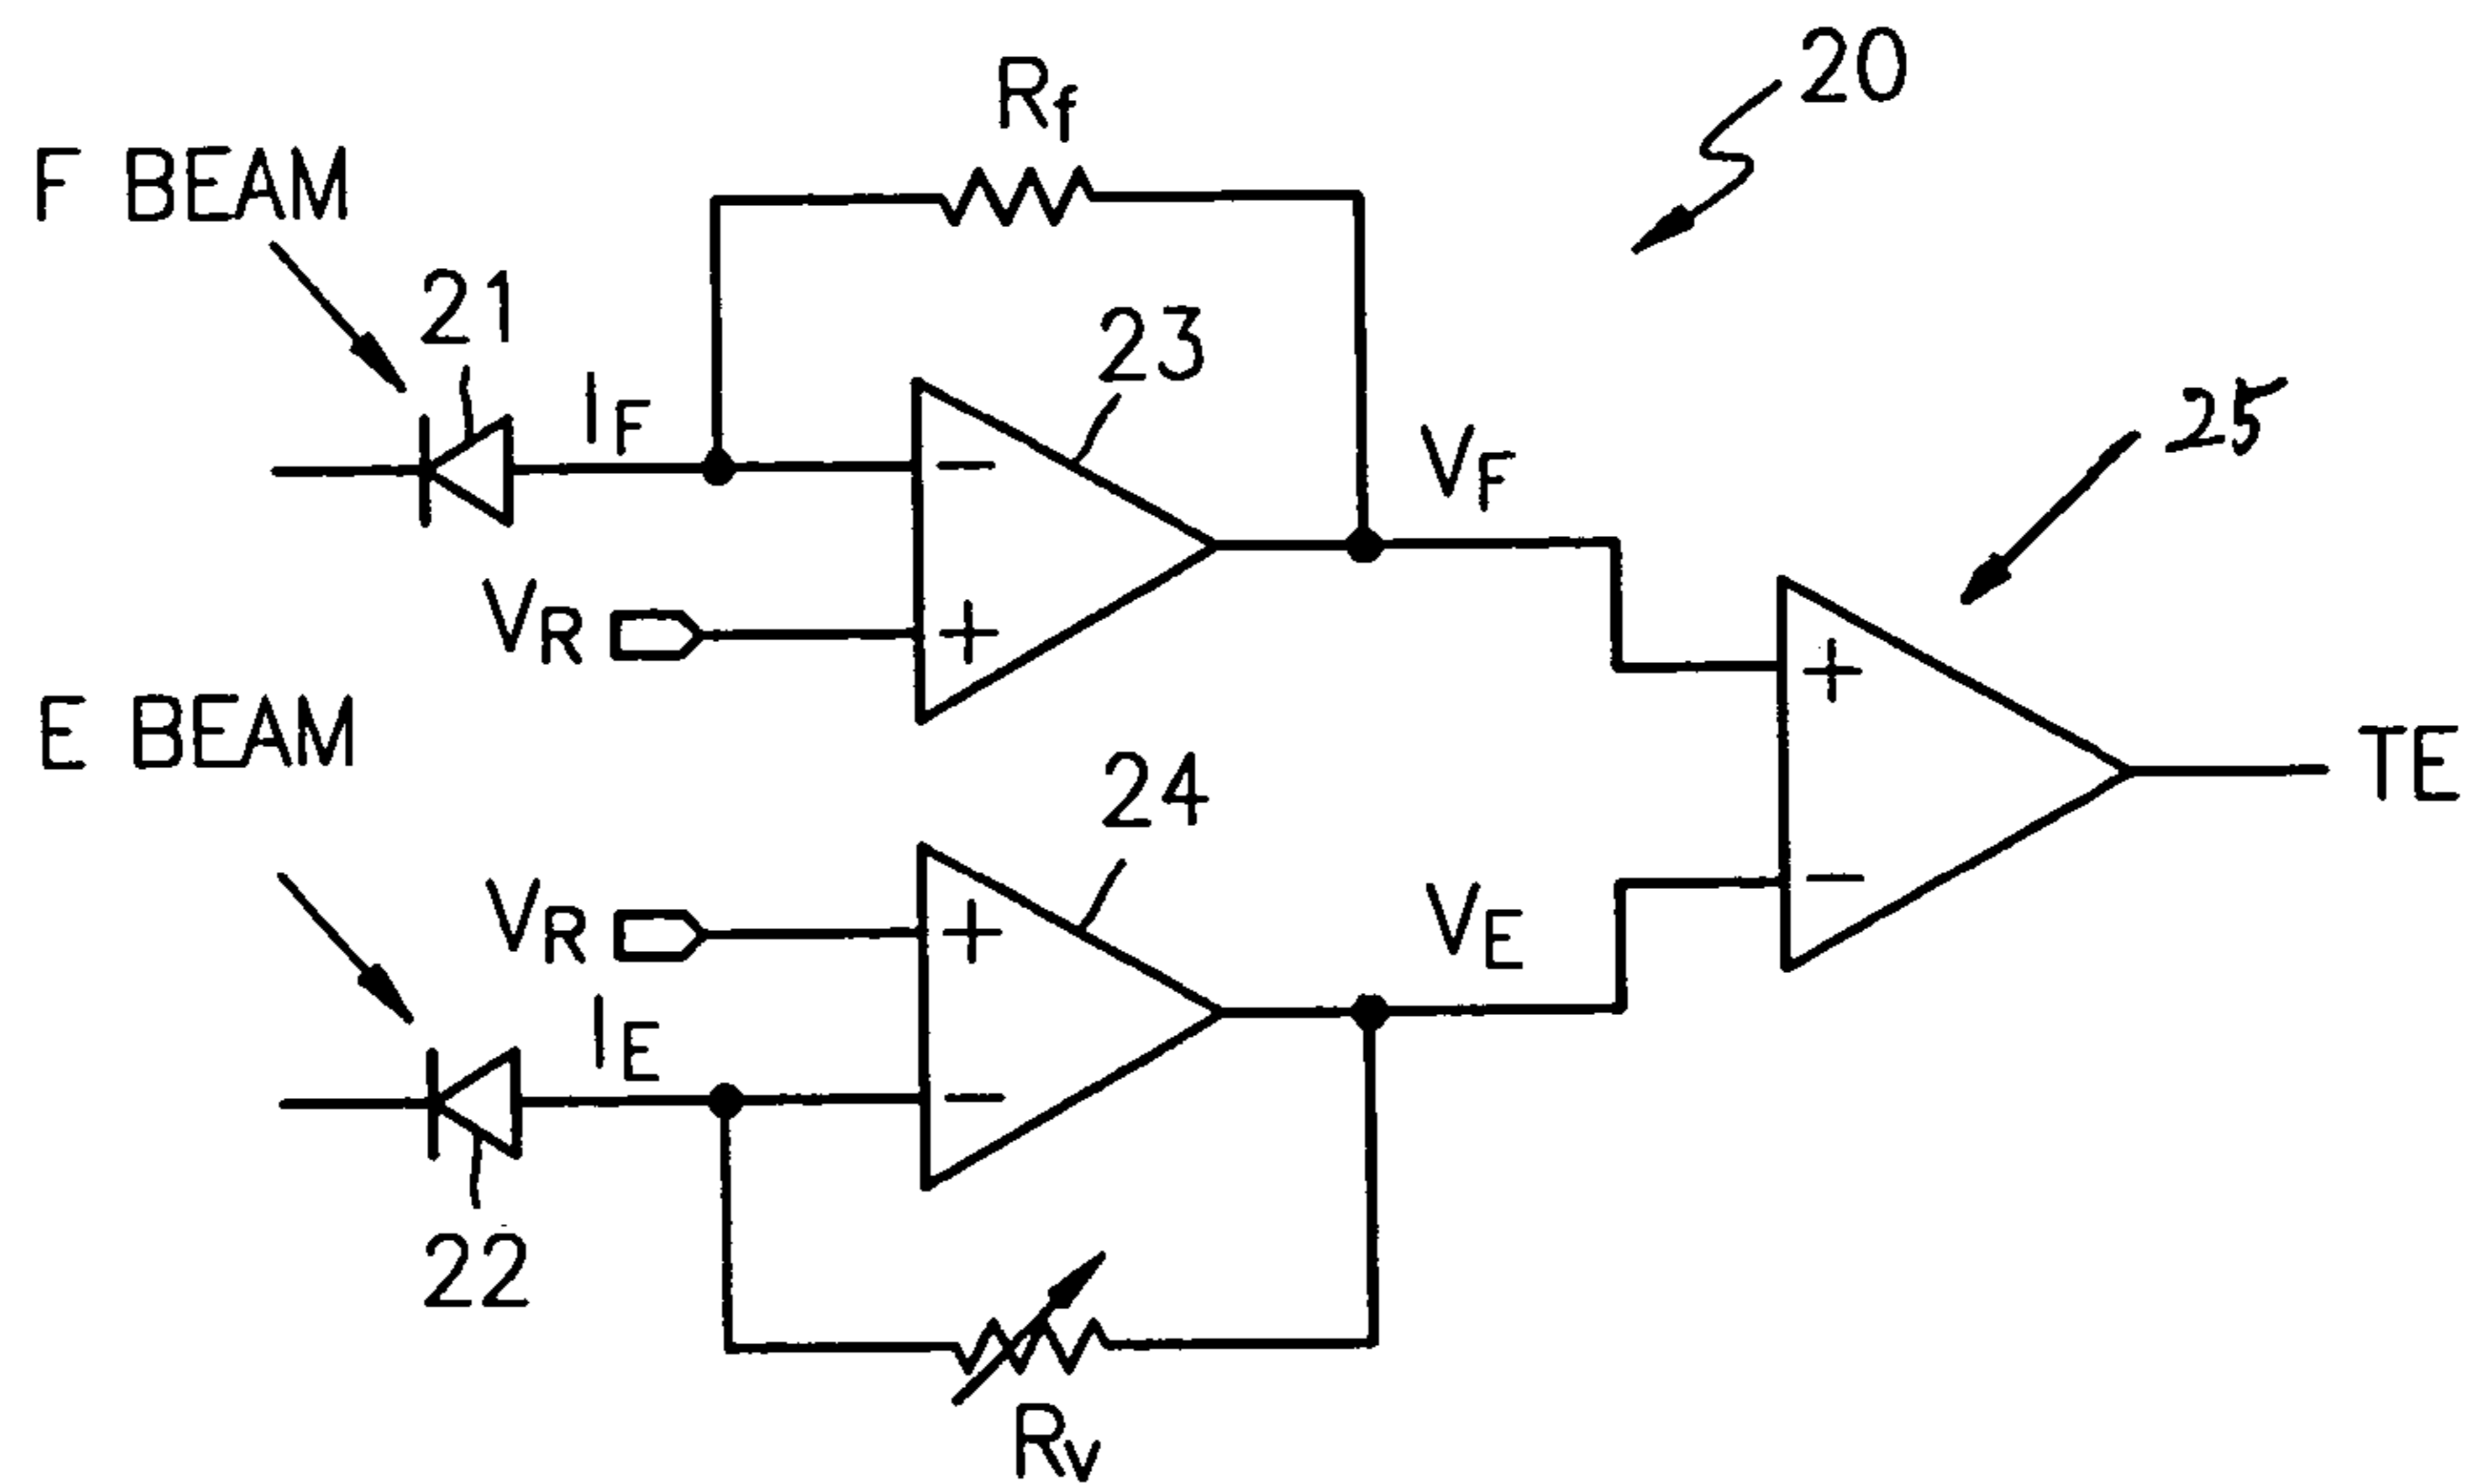 20
Rf
F BEAM
21
23
IF
25
VF
VR
E BEAM
TE
24
VR
VE
IE
22
Rv
+
-
+
-
+
-